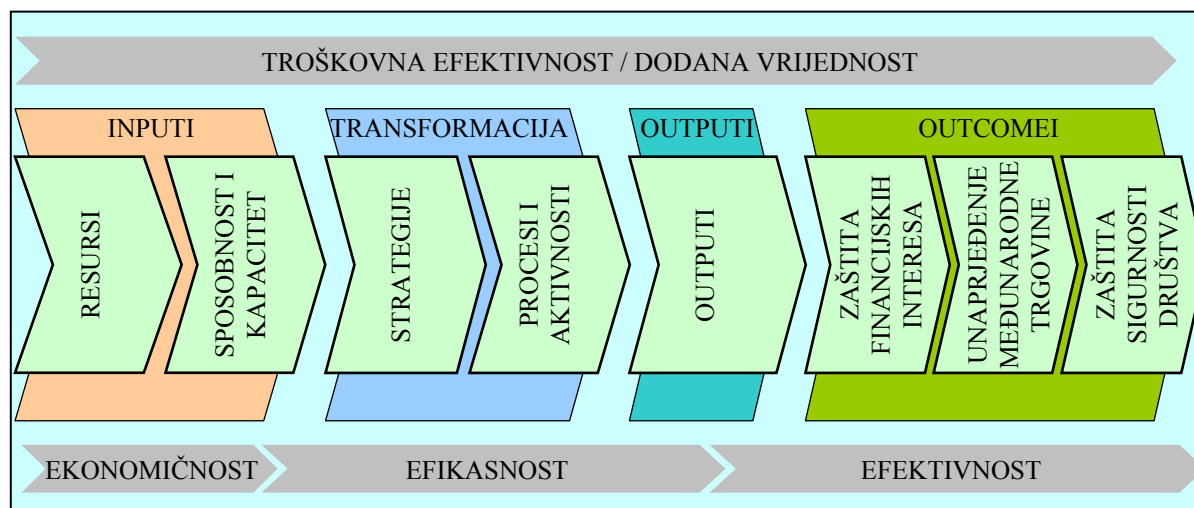 TROŠKOVNA EFEKTIVNOST / DODANA VRIJEDNOST
INPUTI
TRANSFORMACIJA
OUTPUTI
OUTCOMEI
RESURSI
SPOSOBNOST I
KAPACITET
STRATEGIJE
PROCESI I
AKTIVNOSTI
OUTPUTI
ZAŠTITA
FINANCIJSKIH
INTERESA
UNAPRJEĐENJE
MEĐUNARODNE
TRGOVINE
ZAŠTITA
SIGURNOSTI
DRUŠTVA
EKONOMIČNOST
EFIKASNOST
EFEKTIVNOST